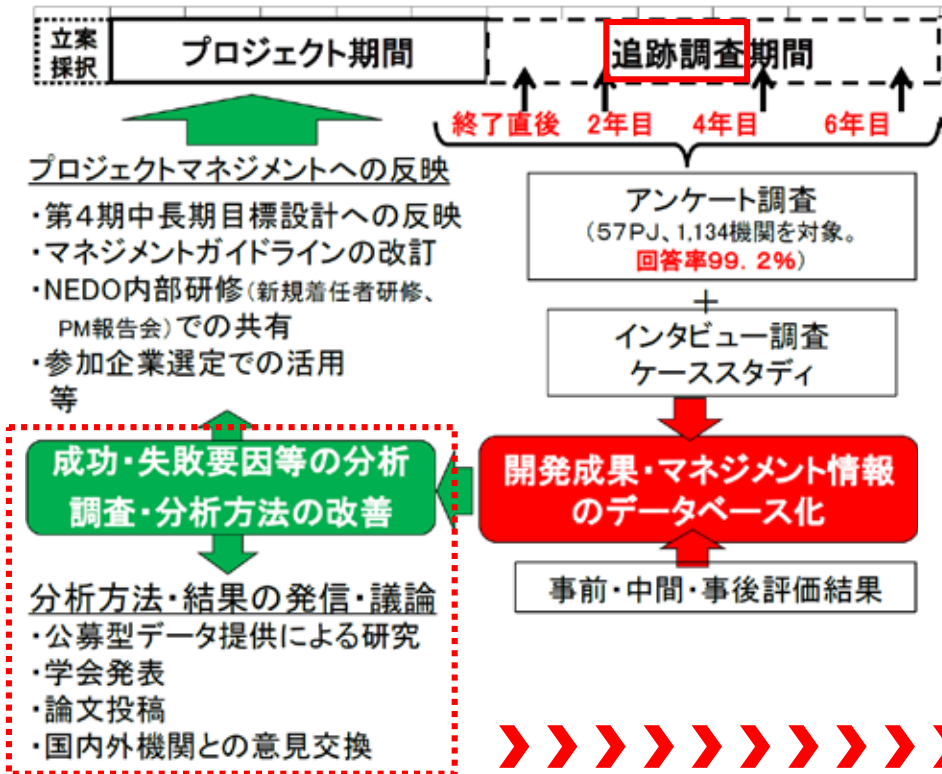 立案
採択
プロジェクト期間
追跡調査期間
終了直後 2年目 4年目 6年目
プロジェクトマネジメントへの反映
・第4期中長期目標設計への反映
・マネジメントガイドラインの改訂
・NEDO内部研修(新規着任者研修、
PM報告会)での共有
・参加企業選定での活用
等
アンケート調査
(57PJ、1,134機関を対象。
回答率99. 2%)
+
インタビュー調査
ケーススタディ
成功・失敗要因等の分析
調査・分析方法の改善
開発成果・マネジメント情報
のデータベース化
事前・中間・事後評価結果
分析方法・結果の発信・議論
・公募型データ提供による研究
・学会発表
・論文投稿
・国内外機関との意見交換